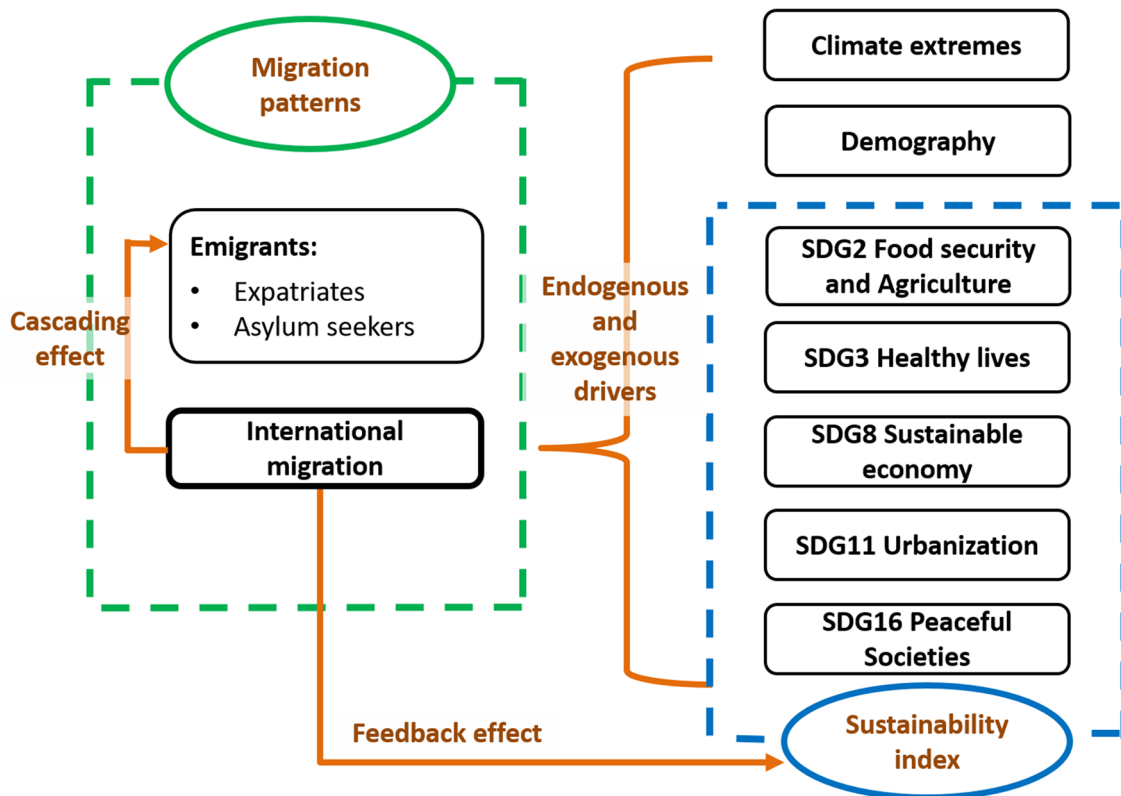 Migration
patterns
Emigrants:
• Expatriates
• Asylum seekers
Cascading
effect
International
migration
Endogenous
and
exogenous
drivers
Climate extremes
Demography
SDG2 Food security
and Agriculture
SDG3 Healthy lives
SDG8 Sustainable
economy
SDG11 Urbanization
SDG16 Peaceful
Societies
Feedback effect
Sustainability
index